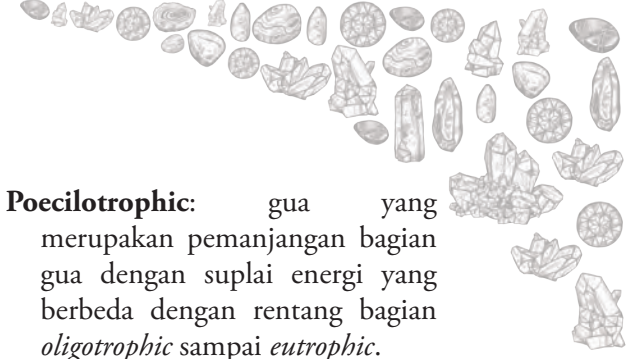 Poecilotrophic: gua yang
merupakan pemanjangan bagian
gua dengan suplai energi yang
berbeda dengan rentang bagian
oligotrophic sampai eutrophic.